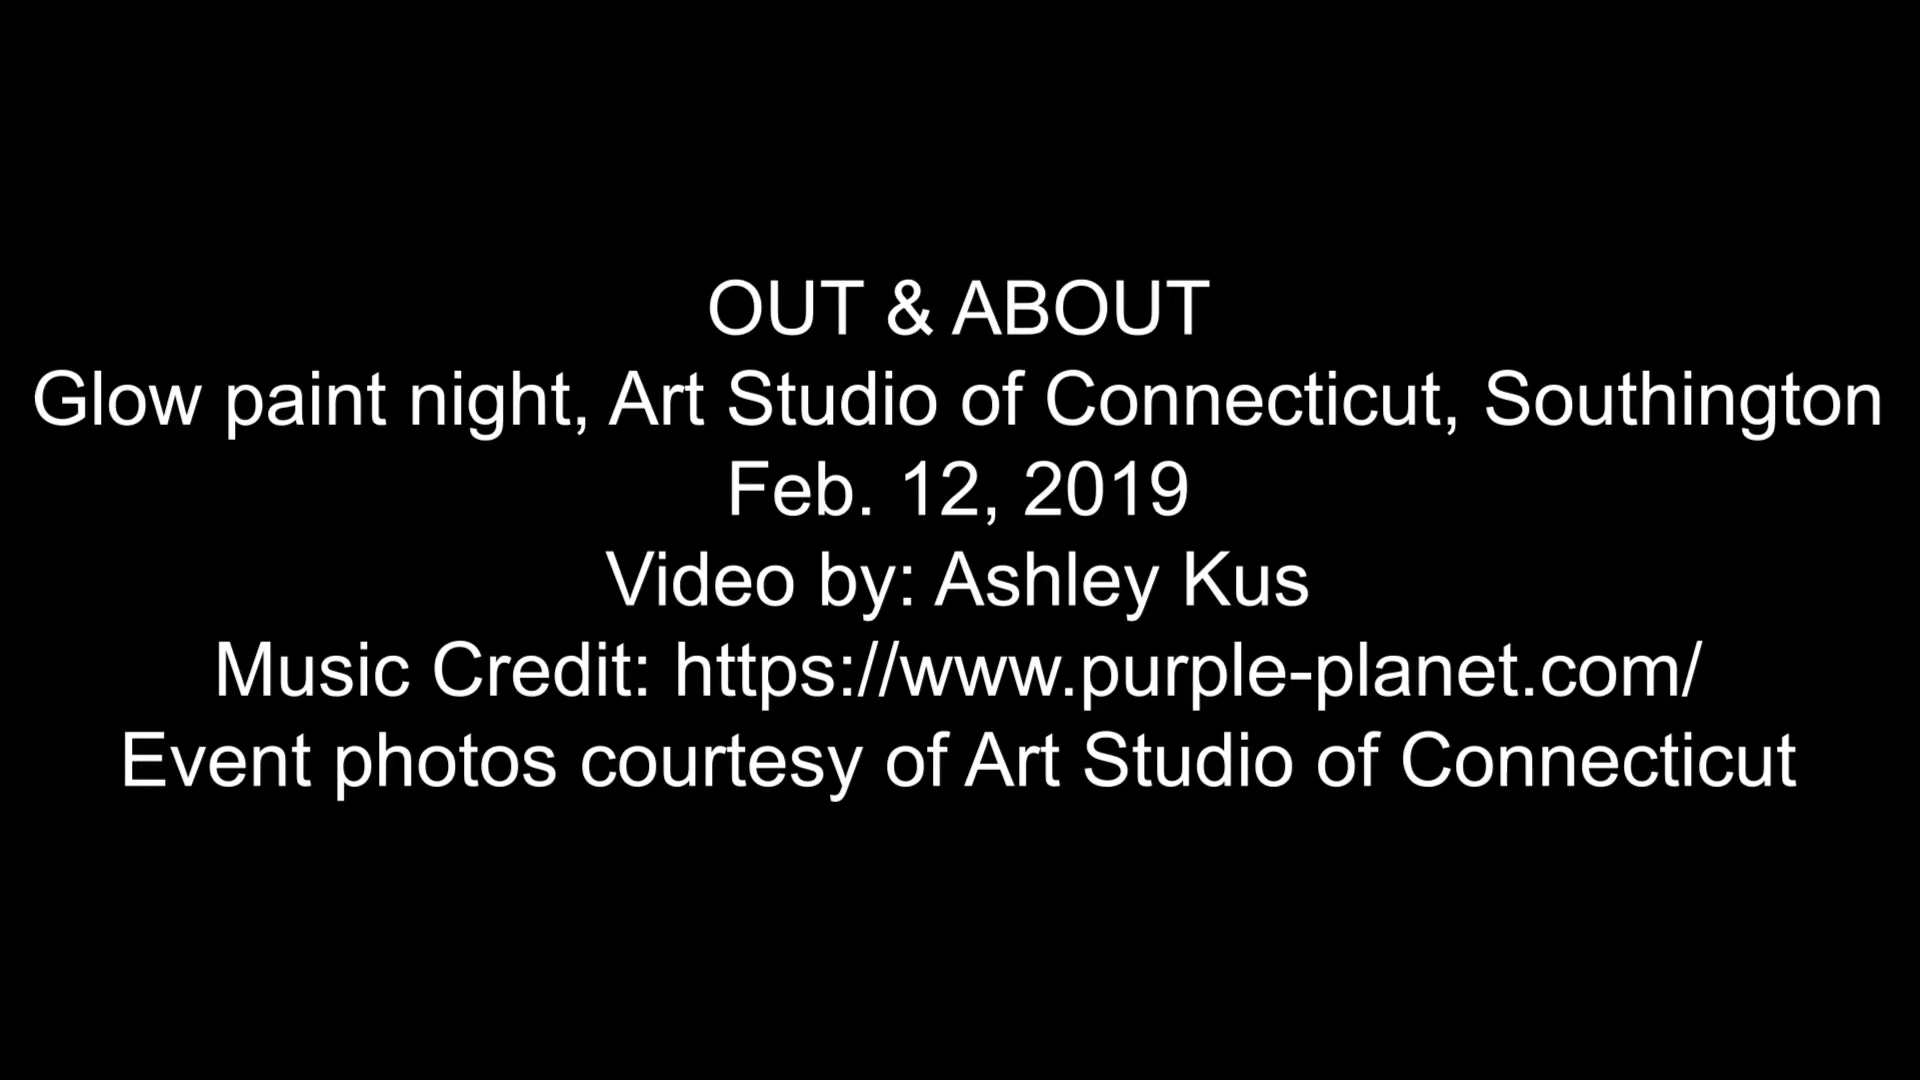 OUT & ABOUT
Glow paint night, Art Studio of Connecticut, Southington
Feb. 12, 2019
Video by: Ashley Kus
Music Credit: https://www.purple-planet.com/
Event photos courtesy of Art Studio of Connecticut